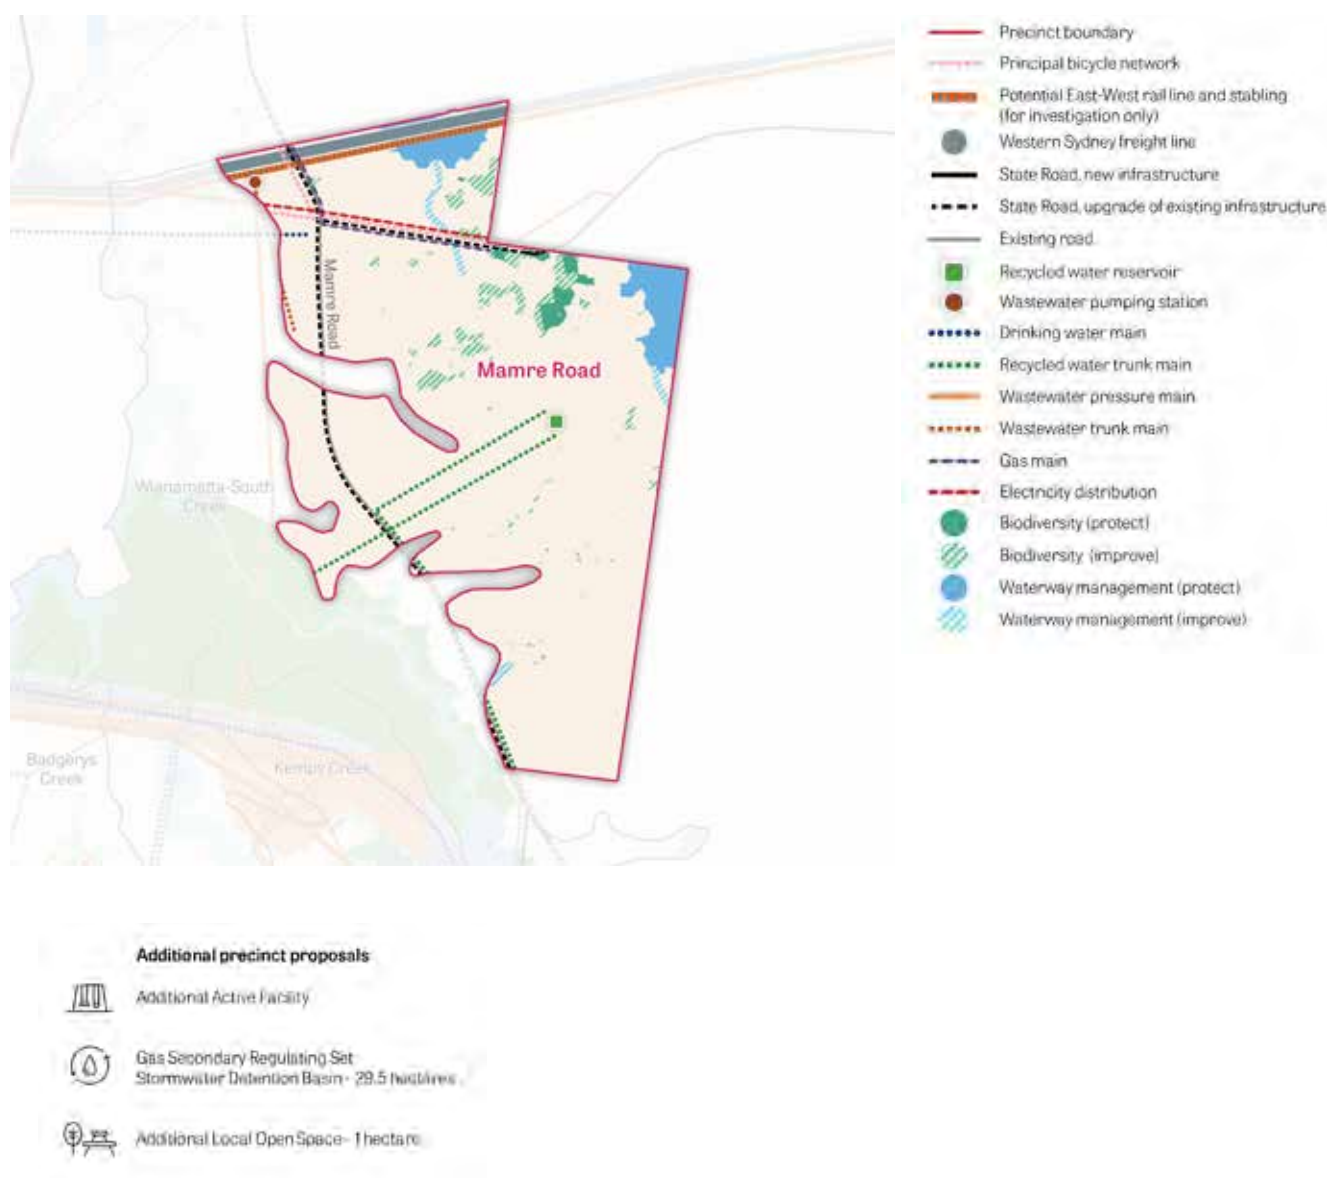 Precinct boundary
Principal bicycle network
Potential East-West rail line and stabling
(for investigation only)
Western Sydney freight line
State Road, new infrastructure
State Road, upgrade of existing infrastructure
Existing road
Recycled water reservoir
Wastewater pumping station
Drinking water main
Recycled water trunk main
Wastewater pressure main
Wastewater trunk main
Gas main
Electricity distribution
Biodiversity (protect)
Biodiversity (improve)
Waterway management (protect)
Waterway management (improve)
Mamre Road
Mamre Road
Wianamatta-South
Creek
Badgerys
Creek
Kemps Creek
Additional precinct proposals
Additional Active Facility
Gas Secondary Regulating Set
Stormwater Detention Basin - 29.5 hectares
Additional Local Open Space - 1 hectare